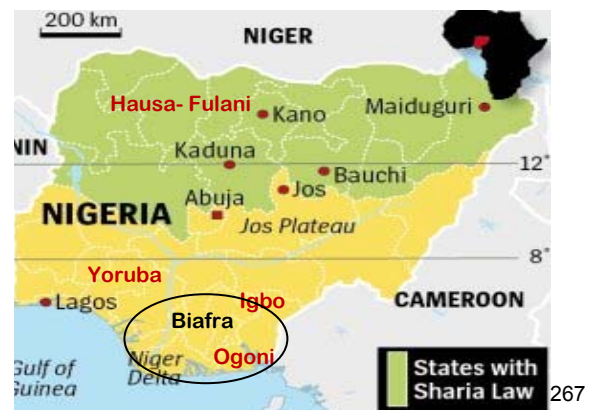 200 km
NIGER
Hausa- Fulani
Kano
Maiduguri
NIN
Kaduna
12°
Bauchi
Abuja
Jos
NIGERIA
Jos Plateau
8°
Yoruba
Igbo
Lagos
CAMEROON
Biafra
Ogoni
Niger
Delta
Gulf of
Guinea
States with
Sharia Law
267